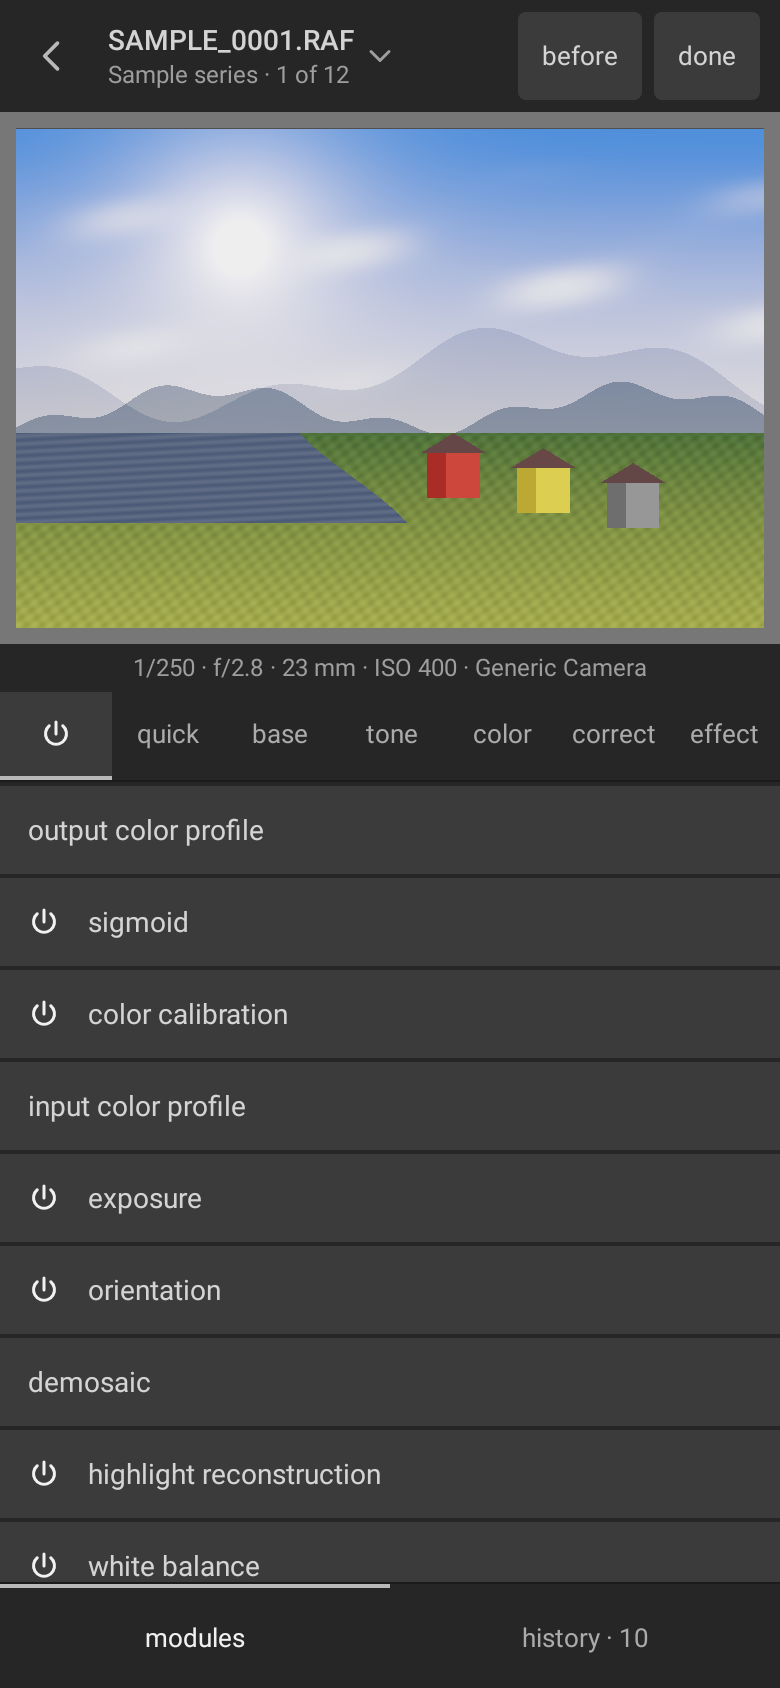 SAMPLE_0001.RAF
Sample series · 1 of 12
before
done
1/250 · f/2.8 · 23 mm · ISO 400 · Generic Camera
quick base tone color correct effect
output color profile
sigmoid
color calibration
input color profile
exposure
orientation
demosaic
highlight reconstruction
white balance
modules
history · 10